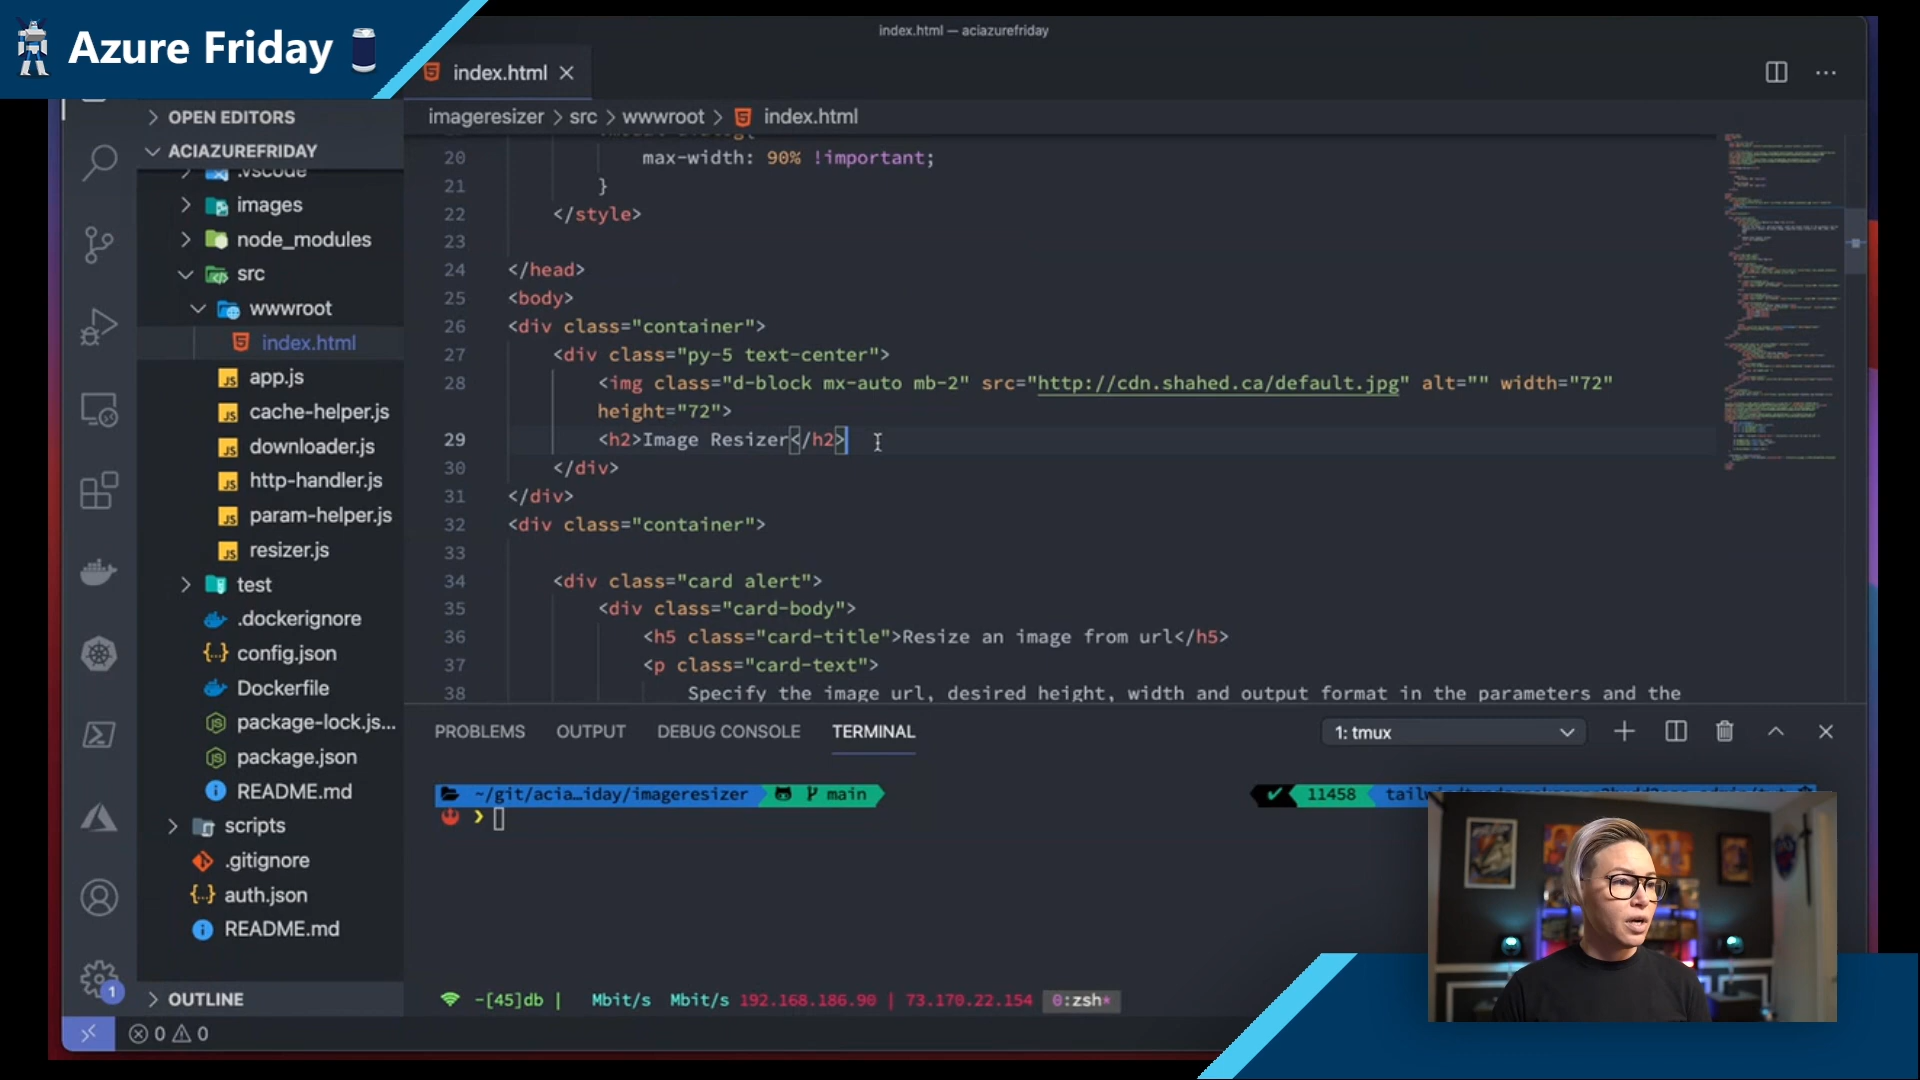 Azure Friday
index.html — aciazurefriday
index.html
imageresizer > src > wwwroot > index.html
OPEN EDITORS
ACIAZUREFRIDAY
.vscode
images
node_modules
src
wwwroot
index.html
app.js
cache-helper.js
downloader.js
http-handler.js
param-helper.js
resizer.js
test
.dockerignore
config.json
Dockerfile
package-lock.js...
package.json
README.md
scripts
.gitignore
auth.json
README.md
OUTLINE
20 max-width: 90% !important;
21 }
22 </style>
23
24 </head>
25 <body>
26 <div class="container">
27 <div class="py-5 text-center">
28 <img class="d-block mx-auto mb-2" src="http://cdn.shahed.ca/default.jpg" alt="" width="72"
height="72">
29 <h2>Image Resizer</h2>
30 </div>
31 </div>
32 <div class="container">
33
34 <div class="card alert">
35 <div class="card-body">
36 <h5 class="card-title">Resize an image from url</h5>
37 <p class="card-text">
38 Specify the image url, desired height, width and output format in the parameters and the
PROBLEMS OUTPUT DEBUG CONSOLE TERMINAL 1: tmux
~/git/acia…iday/imageresizer main 11458
-[45]db | Mbit/s Mbit/s 192.168.186.90 | 73.170.22.154 0:zsh*
1
0 0